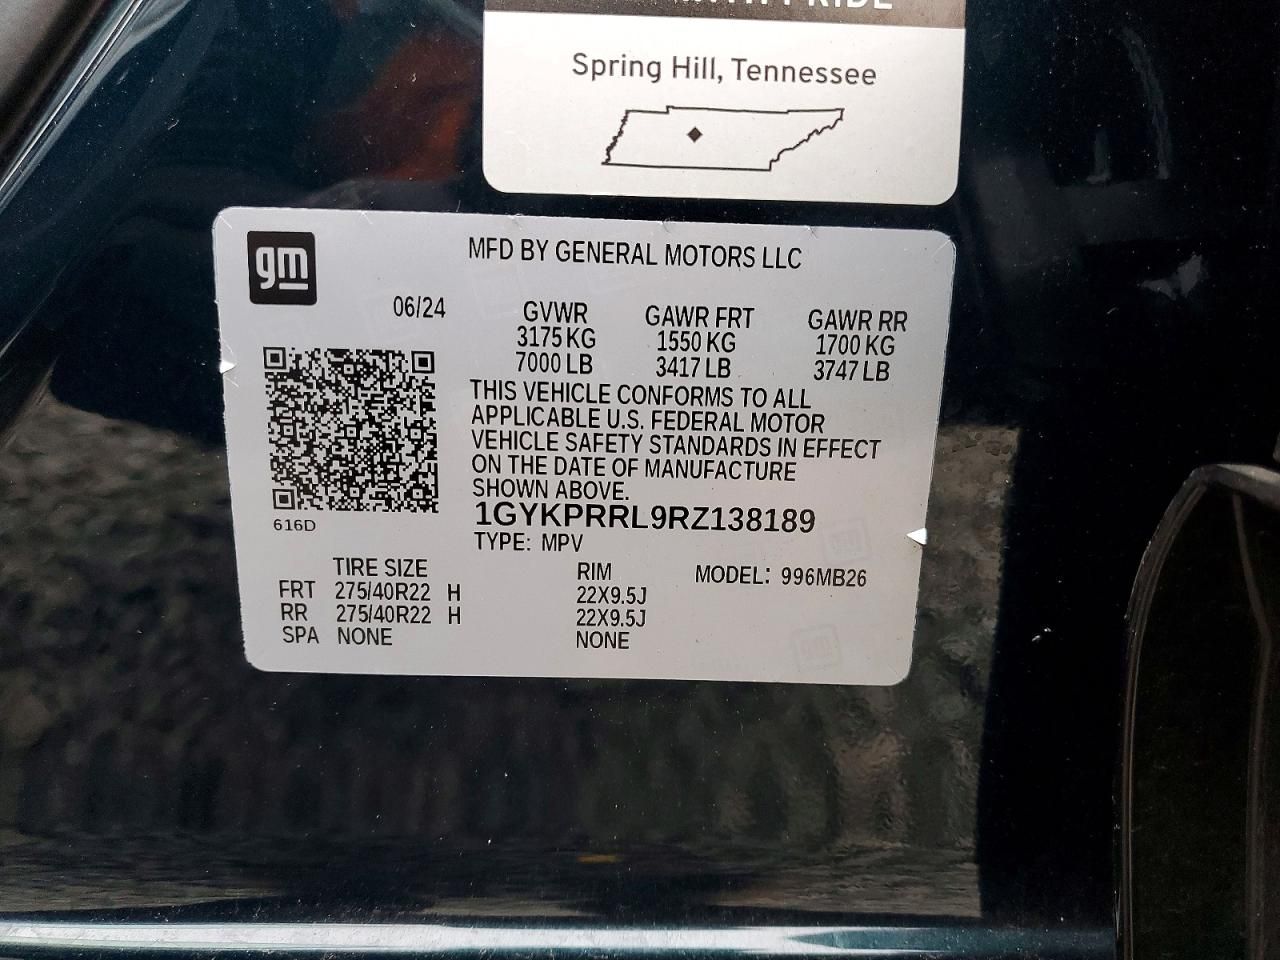 PRIDE
Spring Hill, Tennessee
gm
MFD BY GENERAL MOTORS LLC
06/24
GVWR GAWR FRT GAWR RR
3175 KG 1550 KG 1700 KG
7000 LB 3417 LB 3747 LB
THIS VEHICLE CONFORMS TO ALL
APPLICABLE U.S. FEDERAL MOTOR
VEHICLE SAFETY STANDARDS IN EFFECT
ON THE DATE OF MANUFACTURE
SHOWN ABOVE.
616D
1GYKPRRL9RZ138189
TYPE: MPV
TIRE SIZE RIM MODEL: 996MB26
FRT 275/40R22 H 22X9.5J
RR 275/40R22 H 22X9.5J
SPA NONE NONE
gm